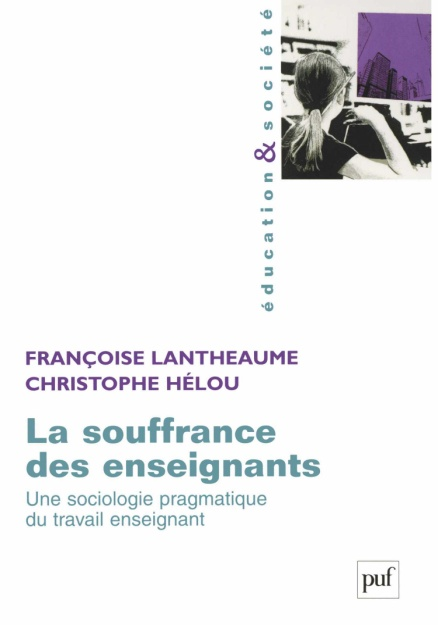 éducation & société
FRANÇOISE LANTHEAUME
CHRISTOPHE HÉLOU
La souffrance
des enseignants
Une sociologie pragmatique
du travail enseignant
puf